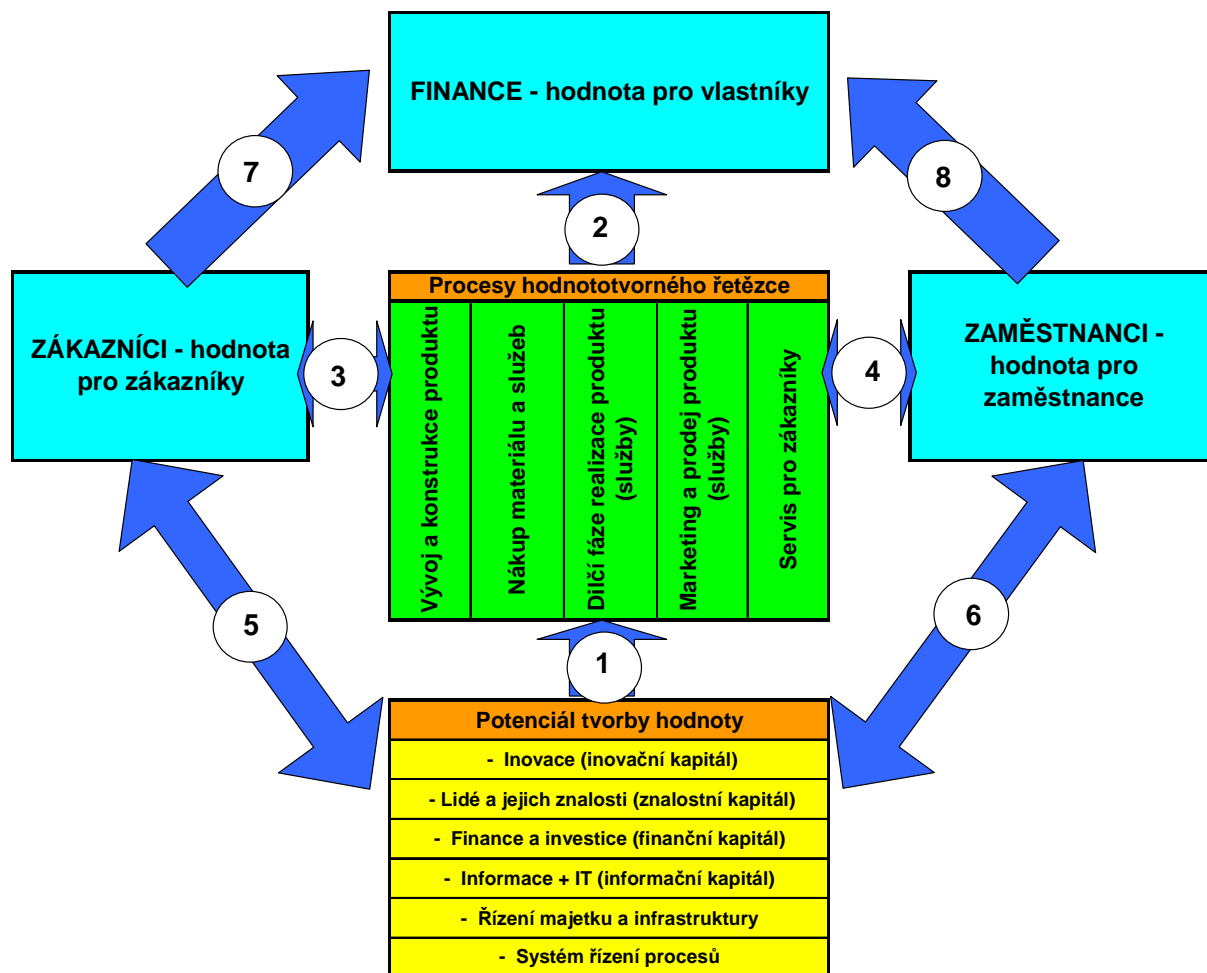 FINANCE - hodnota pro vlastníky
7
8
2
Procesy hodnototvorného řetězce
ZÁKAZNÍCI - hodnota
pro zákazníky
3
Vývoj a konstrukce produktu
Nákup materiálu a služeb
Dilčí fáze realizace produktu
(služby)
Marketing a prodej produktu
(služby)
Servis pro zákazníky
4
ZAMĚSTNANCI -
hodnota pro
zaměstnance
5
6
1
Potenciál tvorby hodnoty
- Inovace (inovační kapitál)
- Lidé a jejich znalosti (znalostní kapitál)
- Finance a investice (finanční kapitál)
- Informace + IT (informační kapitál)
- Řízení majetku a infrastruktury
- Systém řízení procesů